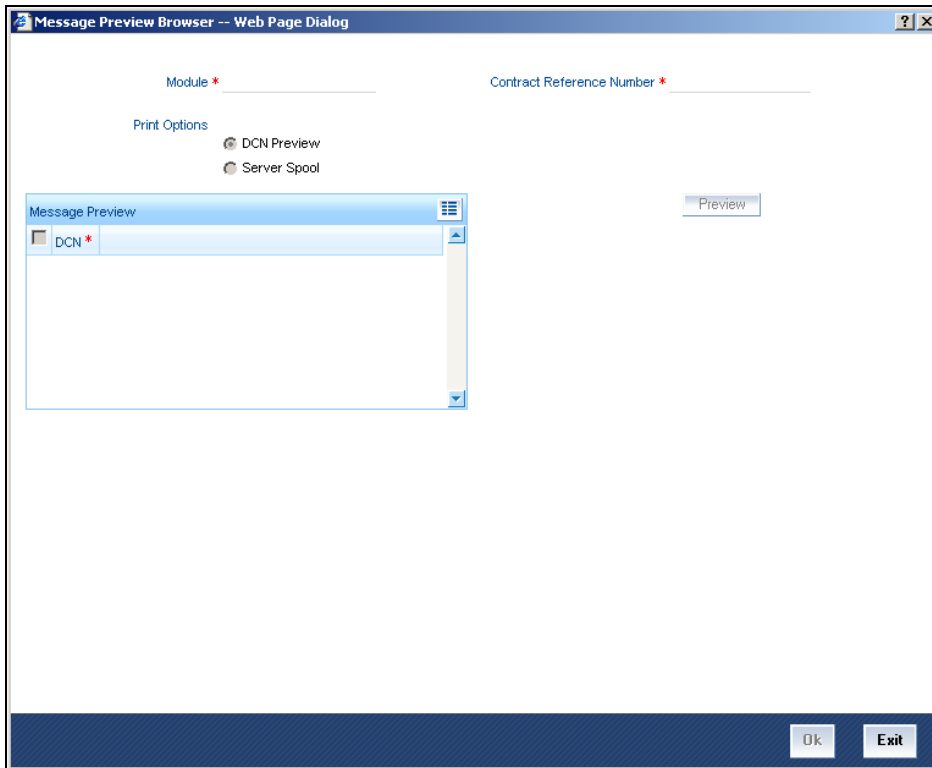 Message Preview Browser -- Web Page Dialog
Module *
Contract Reference Number *
Print Options
DCN Preview
Server Spool
Message Preview
Preview
DCN *
Ok
Exit